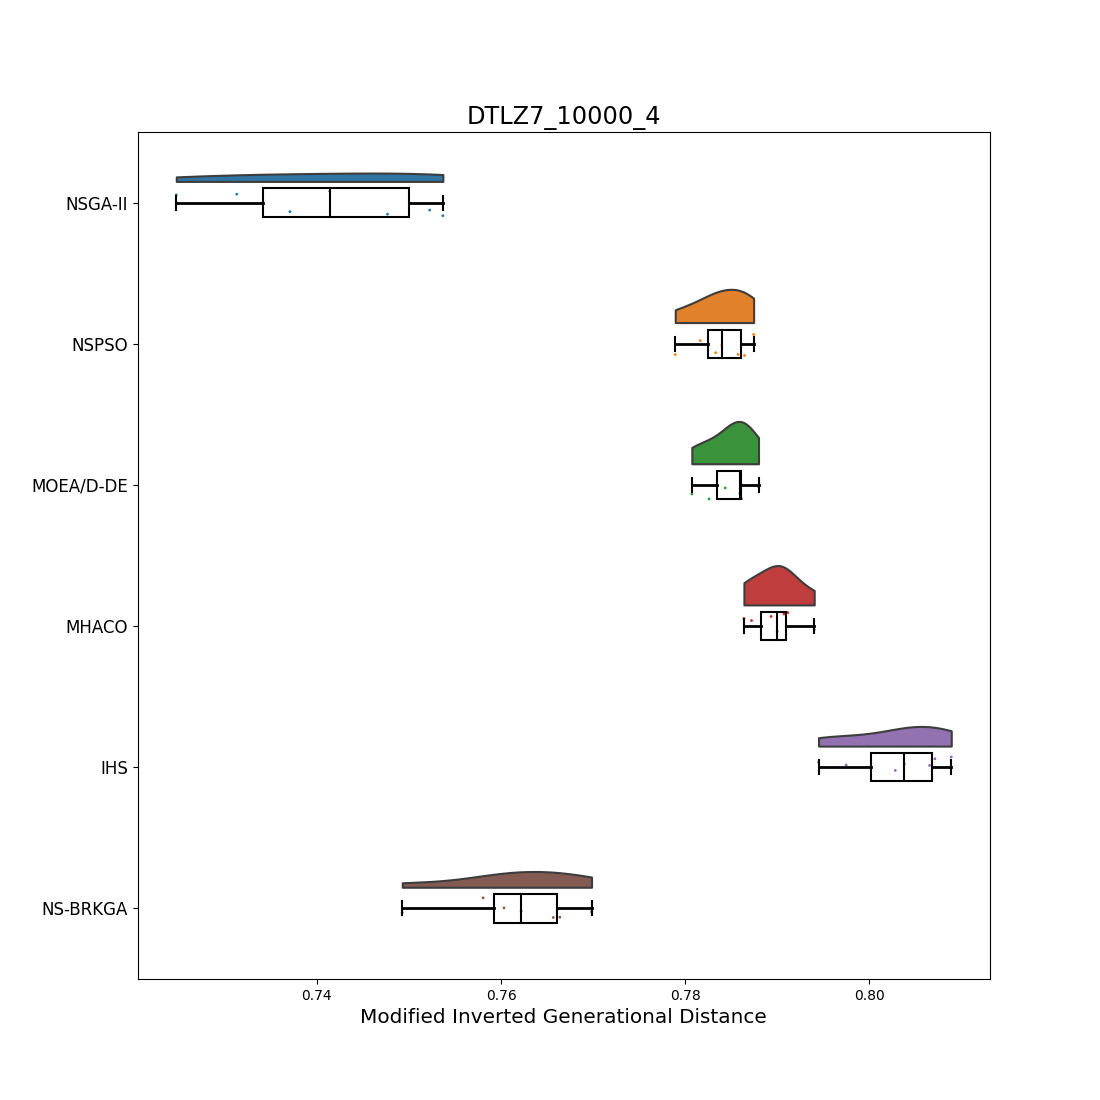 DTLZ7_10000_4
NSGA-II
NSPSO
MOEA/D-DE
MHACO
IHS
NS-BRKGA
0.74 0.76 0.78 0.80
Modified Inverted Generational Distance